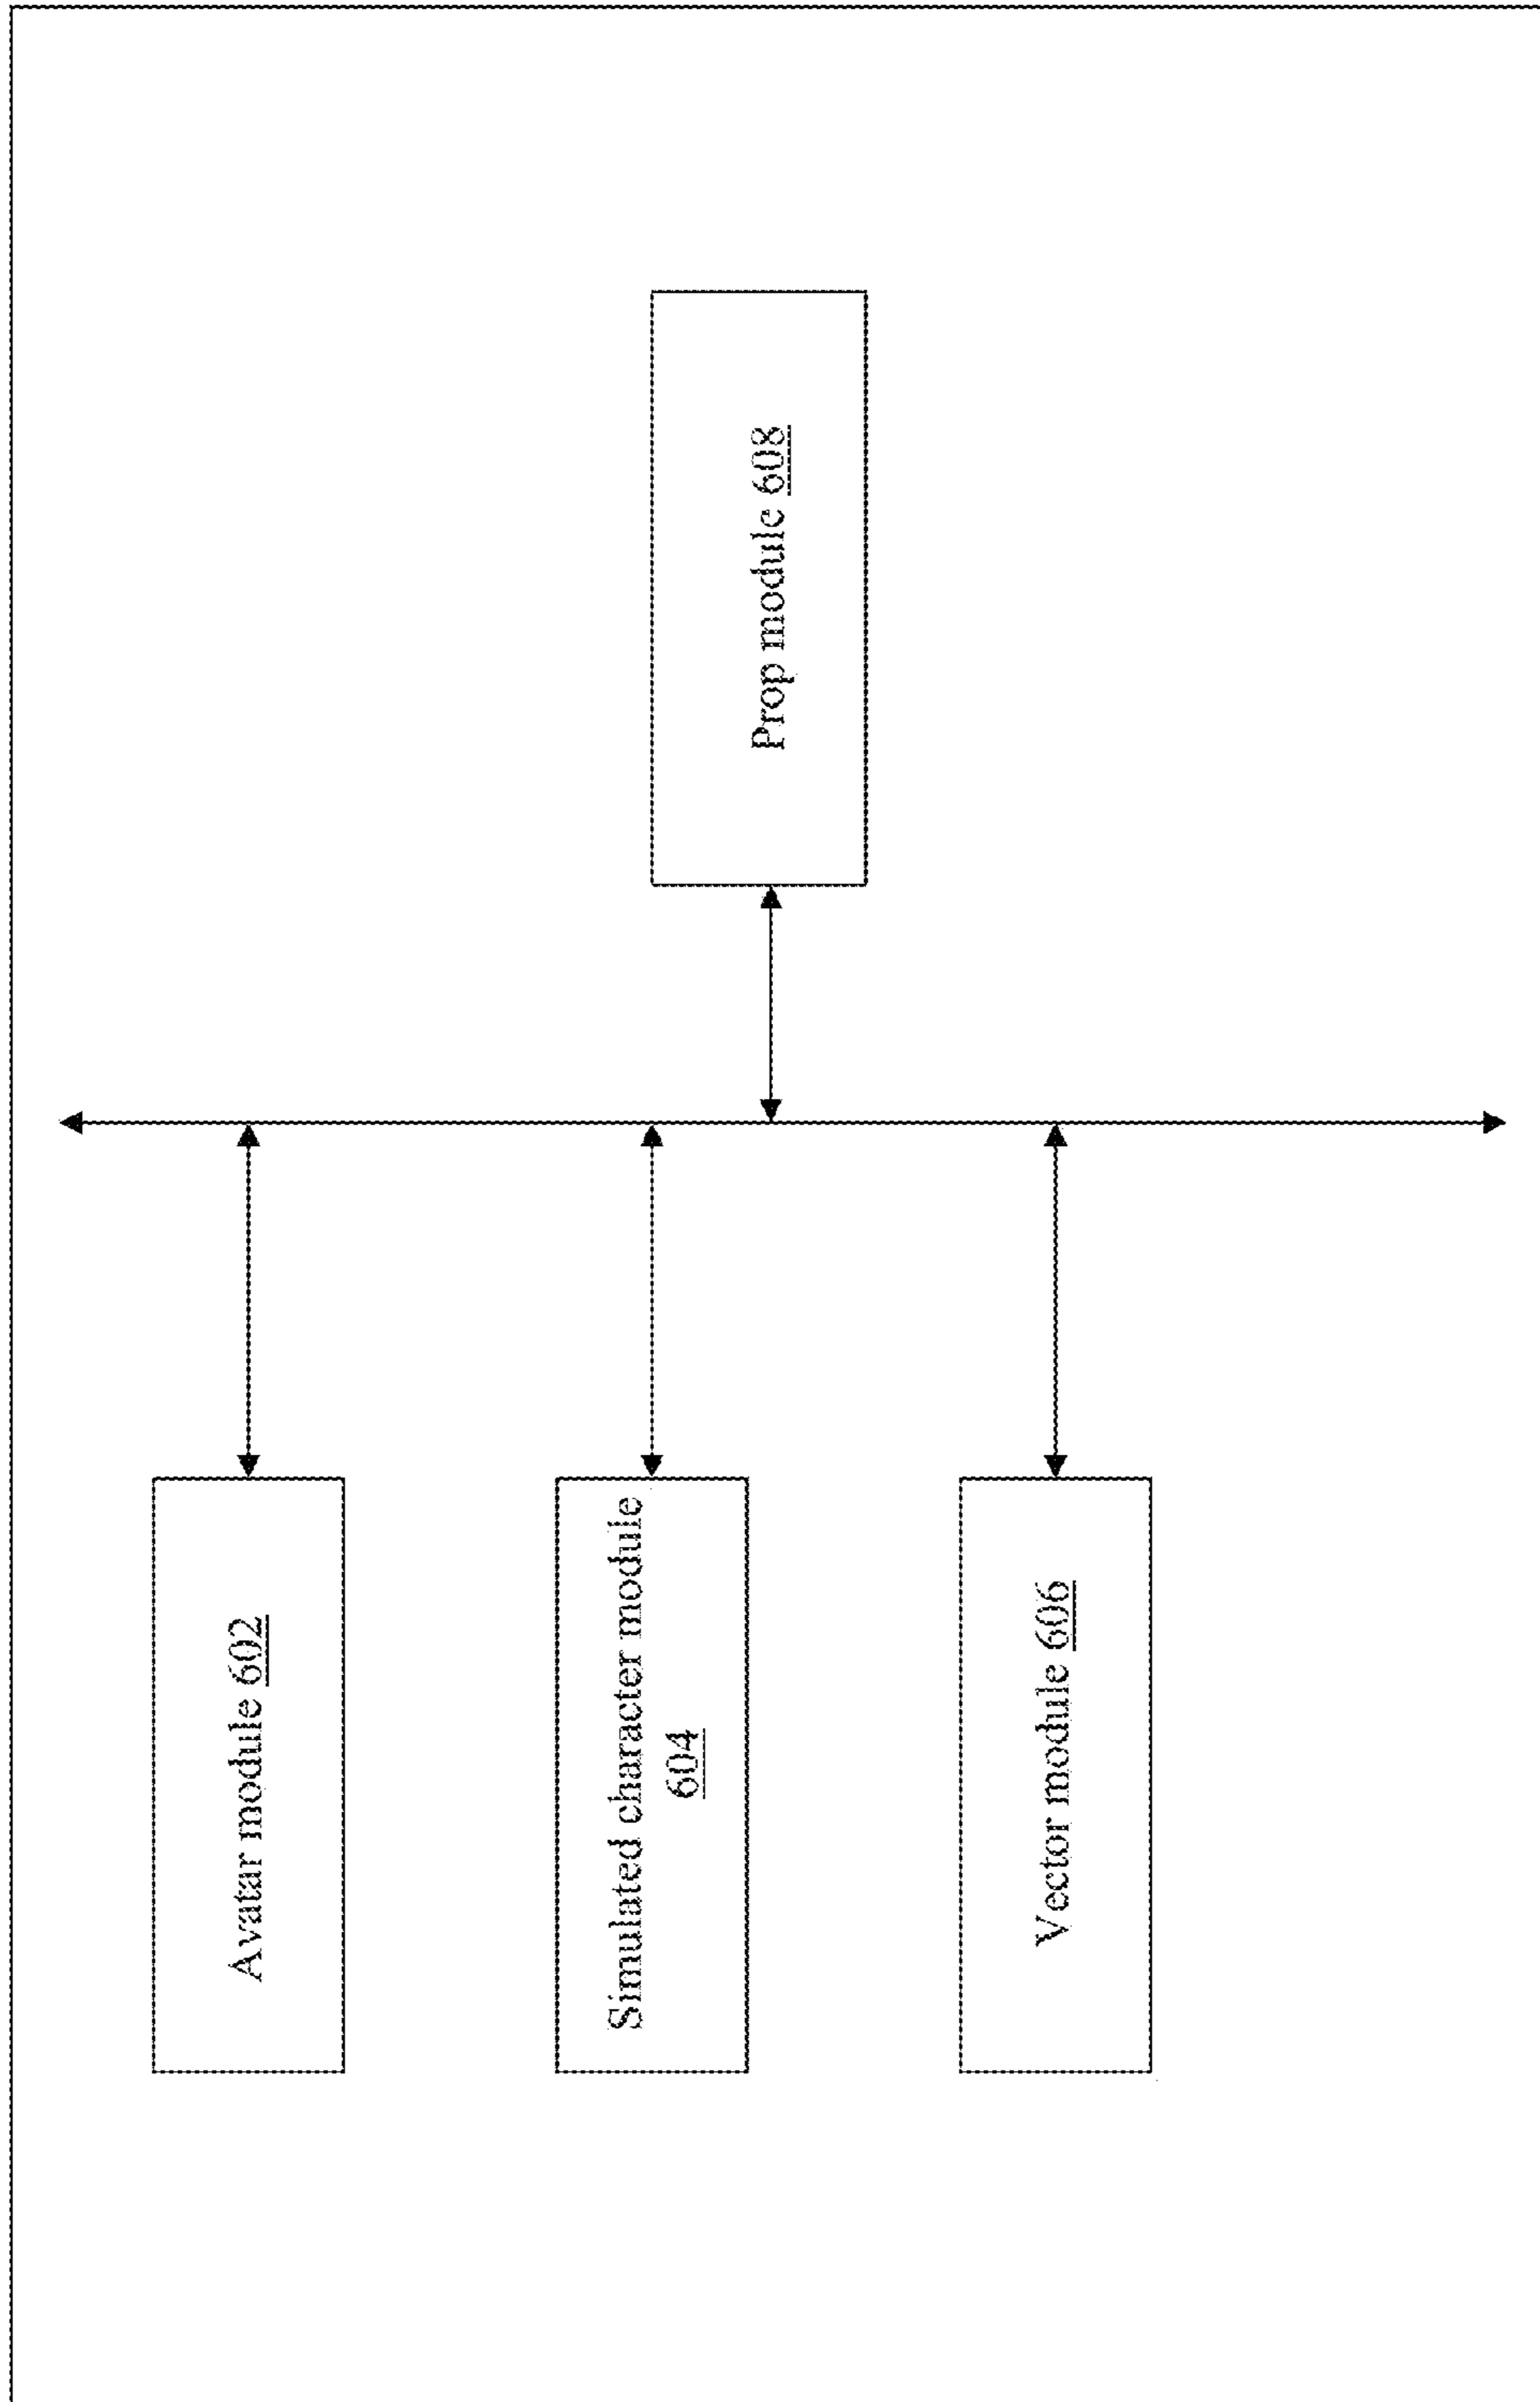 Avatar module 602
Simulated character module
604
Vector module 606
Prop module 608